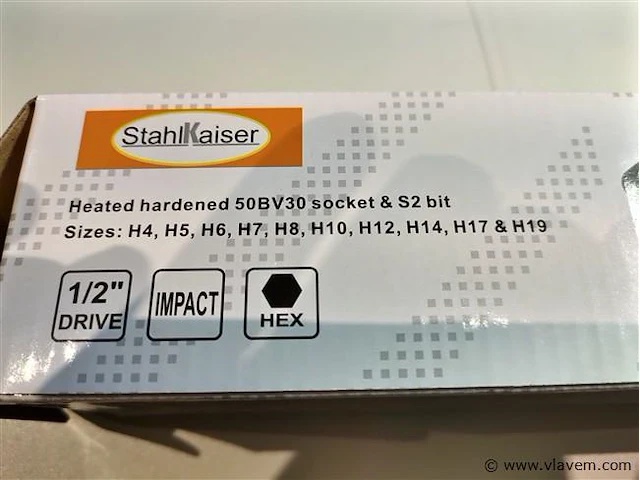 StahlKaiser
Heated hardened 50BV30 socket & S2 bit
Sizes: H4, H5, H6, H7, H8, H10, H12, H14, H17 & H19
1/2"
DRIVE
IMPACT
HEX
© www.vlavem.com